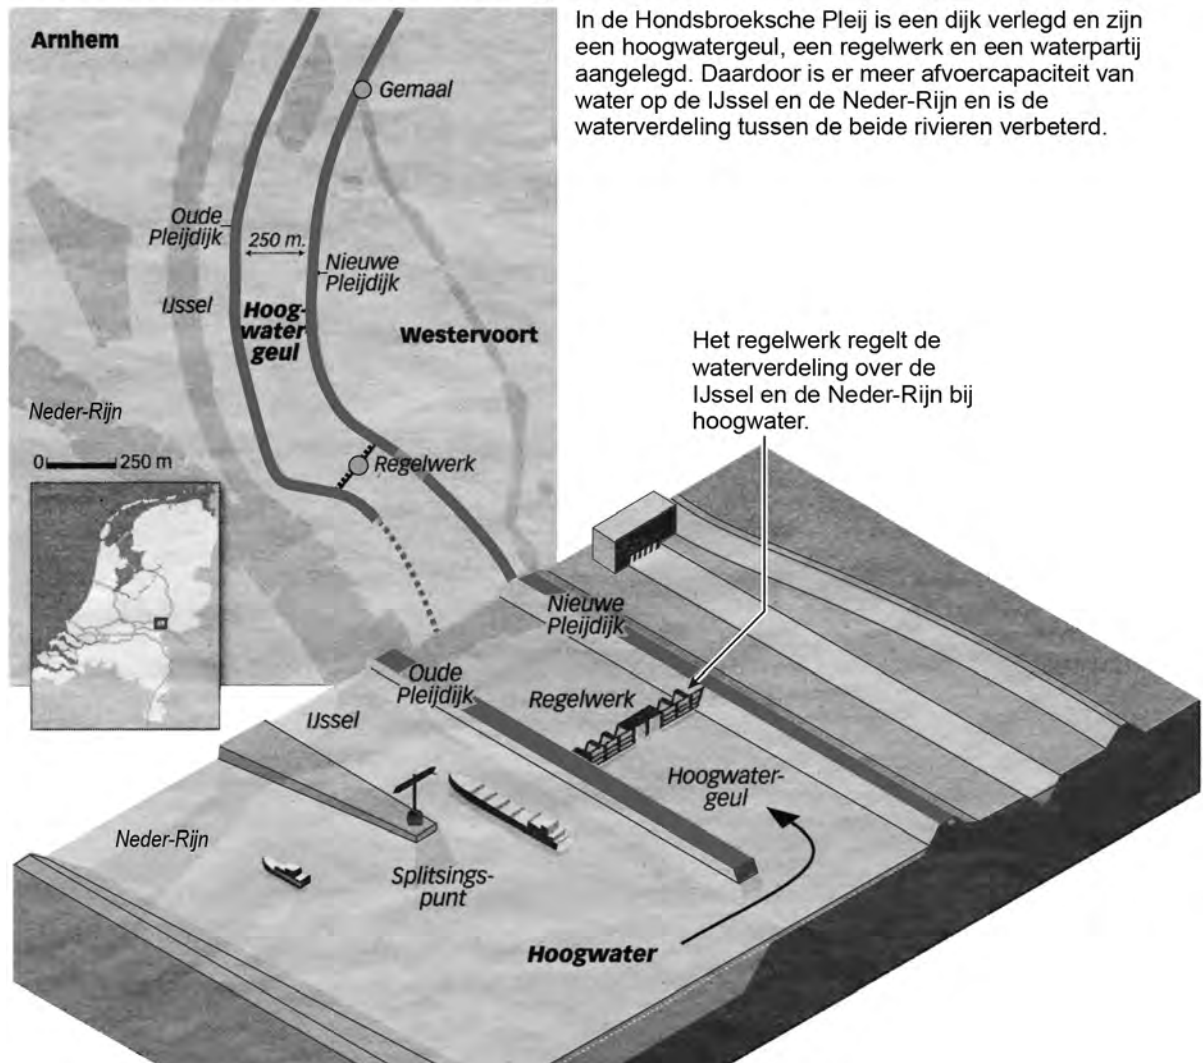 In de Hondsbroeksche Pleij is een dijk verlegd en zijn
een hoogwatergeul, een regelwerk en een waterpartij
aangelegd. Daardoor is er meer afvoercapaciteit van
water op de IJssel en de Neder-Rijn en is de
waterverdeling tussen de beide rivieren verbeterd.
Arnhem
Gemaal
Oude
Pleijdijk
250 m.
Nieuwe
Pleijdijk
IJssel
Hoog-
water
geul
Westervoort
Neder-Rijn
0 250 m
Regelwerk
Het regelwerk regelt de
waterverdeling over de
IJssel en de Neder-Rijn bij
hoogwater.
Nieuwe
Pleijdijk
Oude
Pleijdijk
Regelwerk
IJssel
Hoogwater-
geul
Neder-Rijn
Splitsings-
punt
Hoogwater